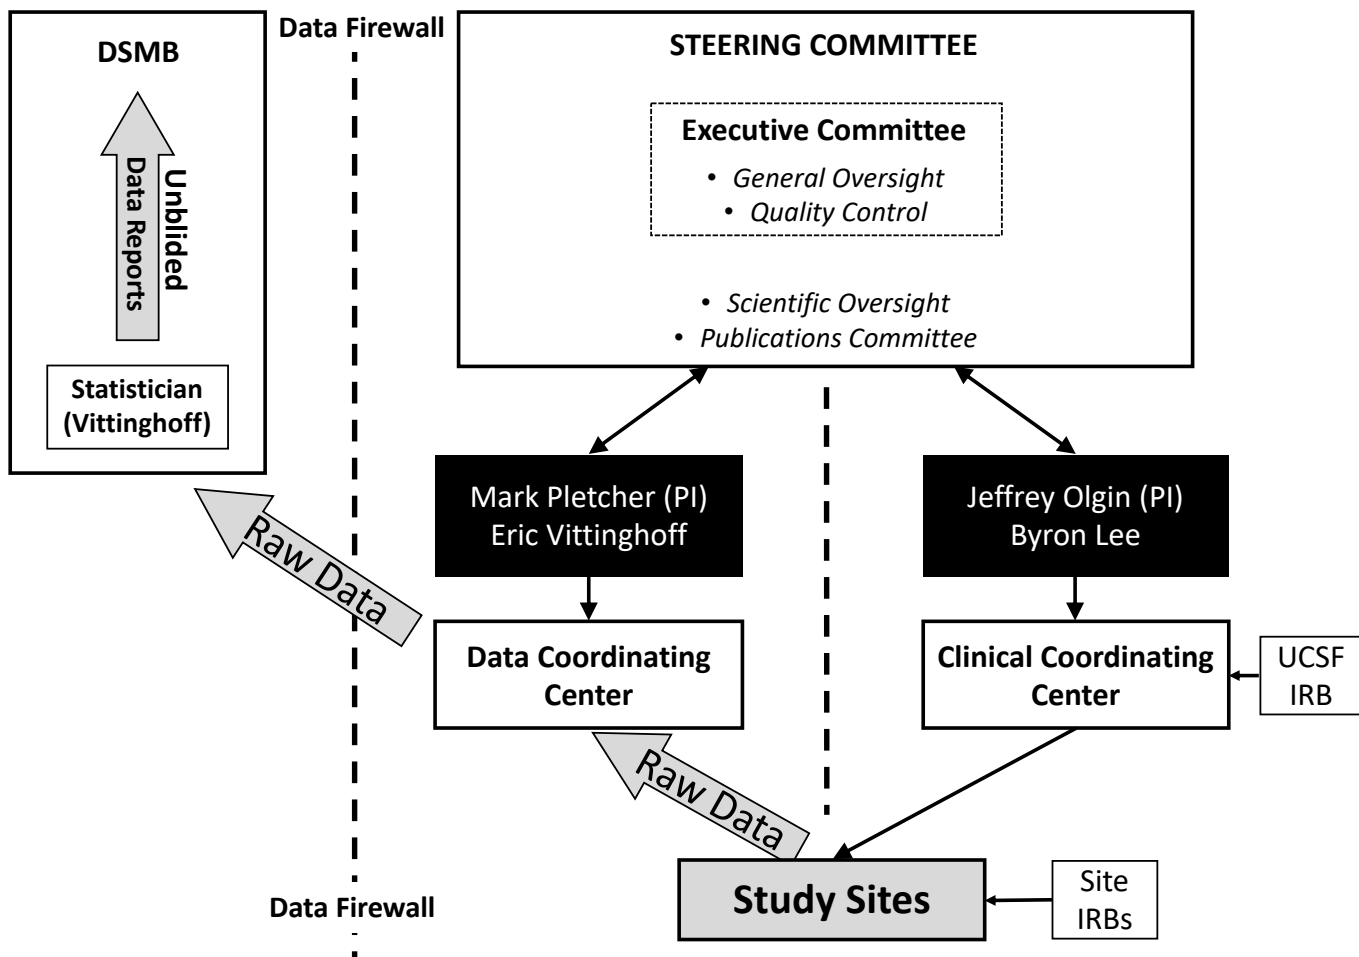 DSMB
Unblided
Data Reports
Statistician
(Vittinghoff)
Data Firewall
STEERING COMMITTEE
Executive Committee
• General Oversight
• Quality Control
• Scientific Oversight
• Publications Committee
Mark Pletcher (PI)
Eric Vittinghoff
Jeffrey Olgin (PI)
Byron Lee
Raw Data
Data Coordinating
Center
Clinical Coordinating
Center
UCSF
IRB
Raw Data
Study Sites
Site
IRBs
Data Firewall